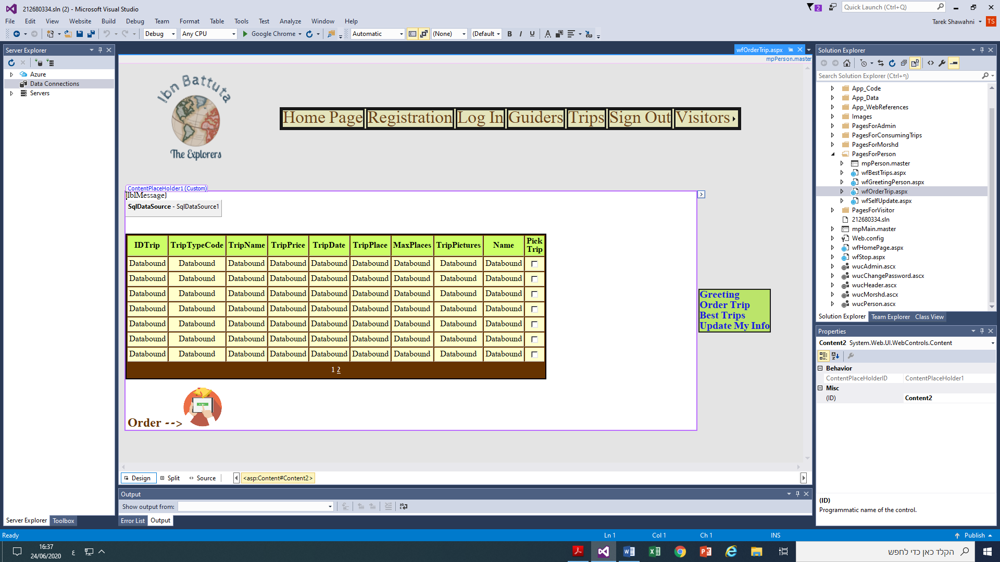 212680334.sln (2) - Microsoft Visual Studio
2
Quick Launch (Ctrl+Q)
File Edit View Website Build Debug Team Format Table Tools Test Analyze Window Help
Tarek Shawahni TS
Debug Any CPU Google Chrome Automatic (None) (Default B I U A
Server Explorer
Azure
Data Connections
Servers
Server Explorer Toolbox
wfOrderTrip.aspx
mpPerson.master
Ibn Battuta
The Explorers
Home Page Registration Log In Guiders Trips Sign Out Visitors
ContentPlaceHolder1 (Custom)
[lblMessage]
SqlDataSource - SqlDataSource1
IDTrip TripTypeCode TripName TripPrice TripDate TripPlace MaxPlaces TripPictures Name Pick Trip
Databound Databound Databound Databound Databound Databound Databound Databound Databound
Databound Databound Databound Databound Databound Databound Databound Databound Databound
Databound Databound Databound Databound Databound Databound Databound Databound Databound
Databound Databound Databound Databound Databound Databound Databound Databound Databound
Databound Databound Databound Databound Databound Databound Databound Databound Databound
Databound Databound Databound Databound Databound Databound Databound Databound Databound
Databound Databound Databound Databound Databound Databound Databound Databound Databound
1 2
Order -->
Greeting
Order Trip
Best Trips
Update My Info
Design Split Source <asp:Content#Content2>
Output
Show output from:
Error List Output
Solution Explorer
Search Solution Explorer (Ctrl+ף)
App_Code
App_Data
App_WebReferences
Images
PagesForAdmin
PagesForConsumingTrips
PagesForMorshd
PagesForPerson
mpPerson.master
wfBestTrips.aspx
wfGreetingPerson.aspx
wfOrderTrip.aspx
wfSelfUpdate.aspx
PagesForVisitor
212680334.sln
mpMain.master
Web.config
wfHomePage.aspx
wfStop.aspx
wucAdmin.ascx
wucChangePassword.ascx
wucHeader.ascx
wucMorshd.ascx
wucPerson.ascx
Solution Explorer Team Explorer Class View
Properties
Content2 System.Web.UI.WebControls.Content
Behavior
ContentPlaceHolderID ContentPlaceHolder1
Misc
(ID) Content2
(ID)
Programmatic name of the control.
Ready Ln 1 Col 1 Ch 1 INS Publish
16:37
24/06/2020
ع
הקלד כאן כדי לחפש